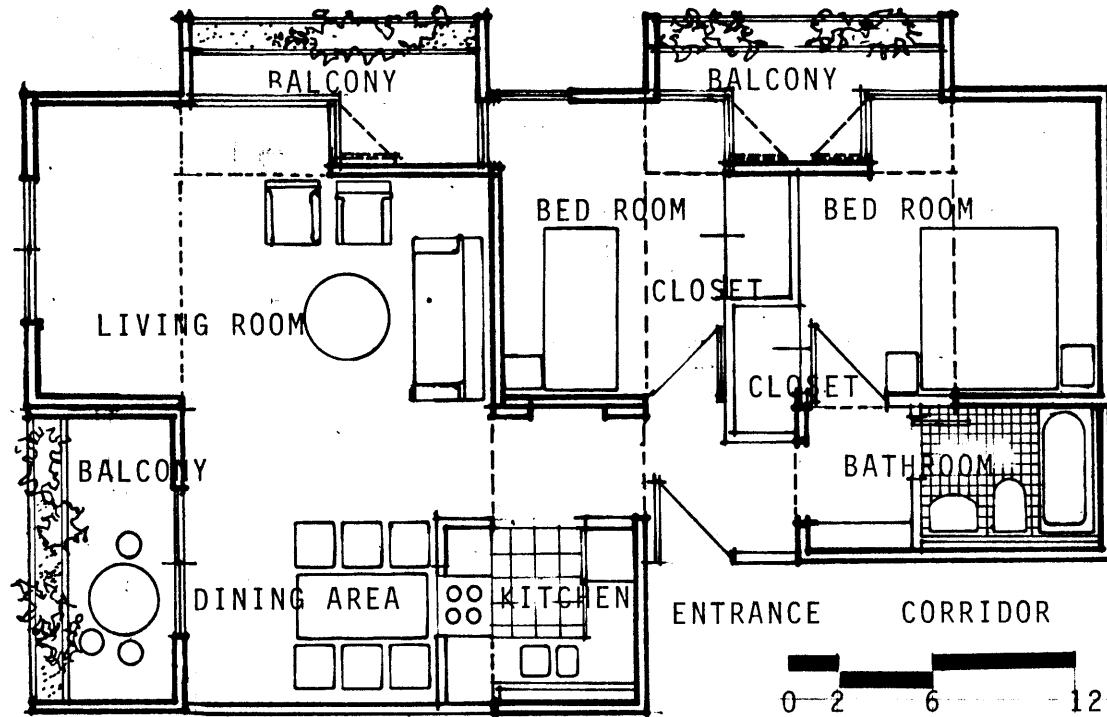 BALCONY
BALCONY
BED ROOM
BED ROOM
CLOSET
LIVING ROOM
CLOSET
BALCONY
BATHROOM
DINING AREA
KITCHEN
ENTRANCE
CORRIDOR
0 2 6 12